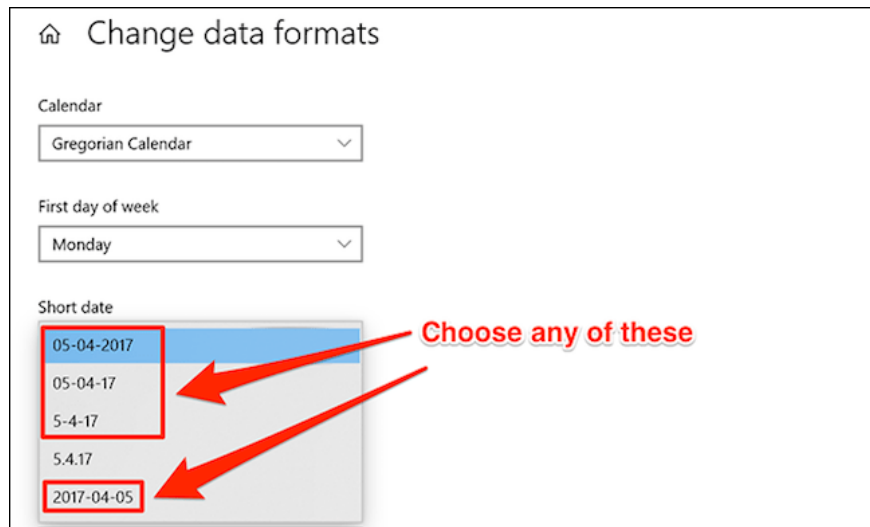 Change data formats
Calendar
Gregorian Calendar
First day of week
Monday
Short date
05-04-2017
Choose any of these
05-04-17
5-4-17
5.4.17
2017-04-05